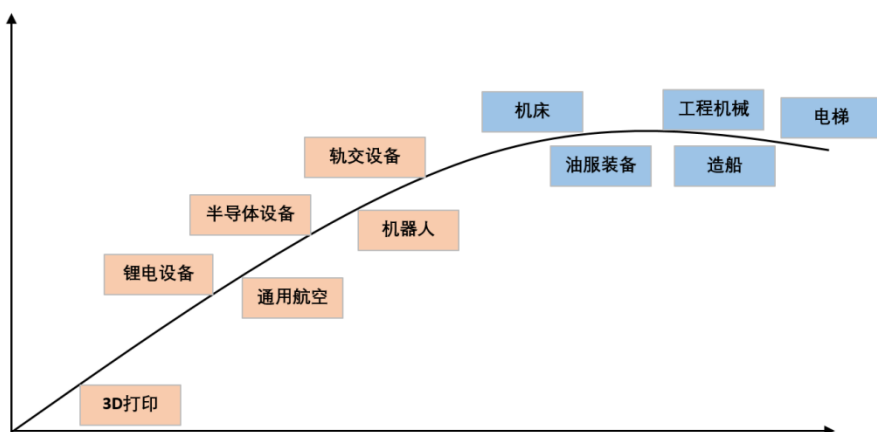 机床
工程机械
电梯
轨交设备
油服装备
造船
半导体设备
机器人
锂电设备
通用航空
3D打印